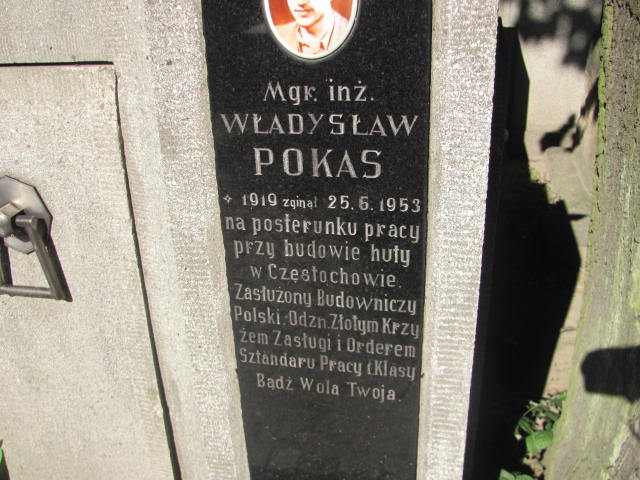 Mgr. inż.
WŁADYSŁAW
POKAS
* 1919 zginął 25.6.1953
na posterunku pracy
przy budowie huty
w Częstochowie.
Zasłużony Budowniczy
Polski. Odzn. Złotym Krzy
żem Zasługi i Orderem
Sztandaru Pracy I. Klasy
Bądź Wola Twoja.